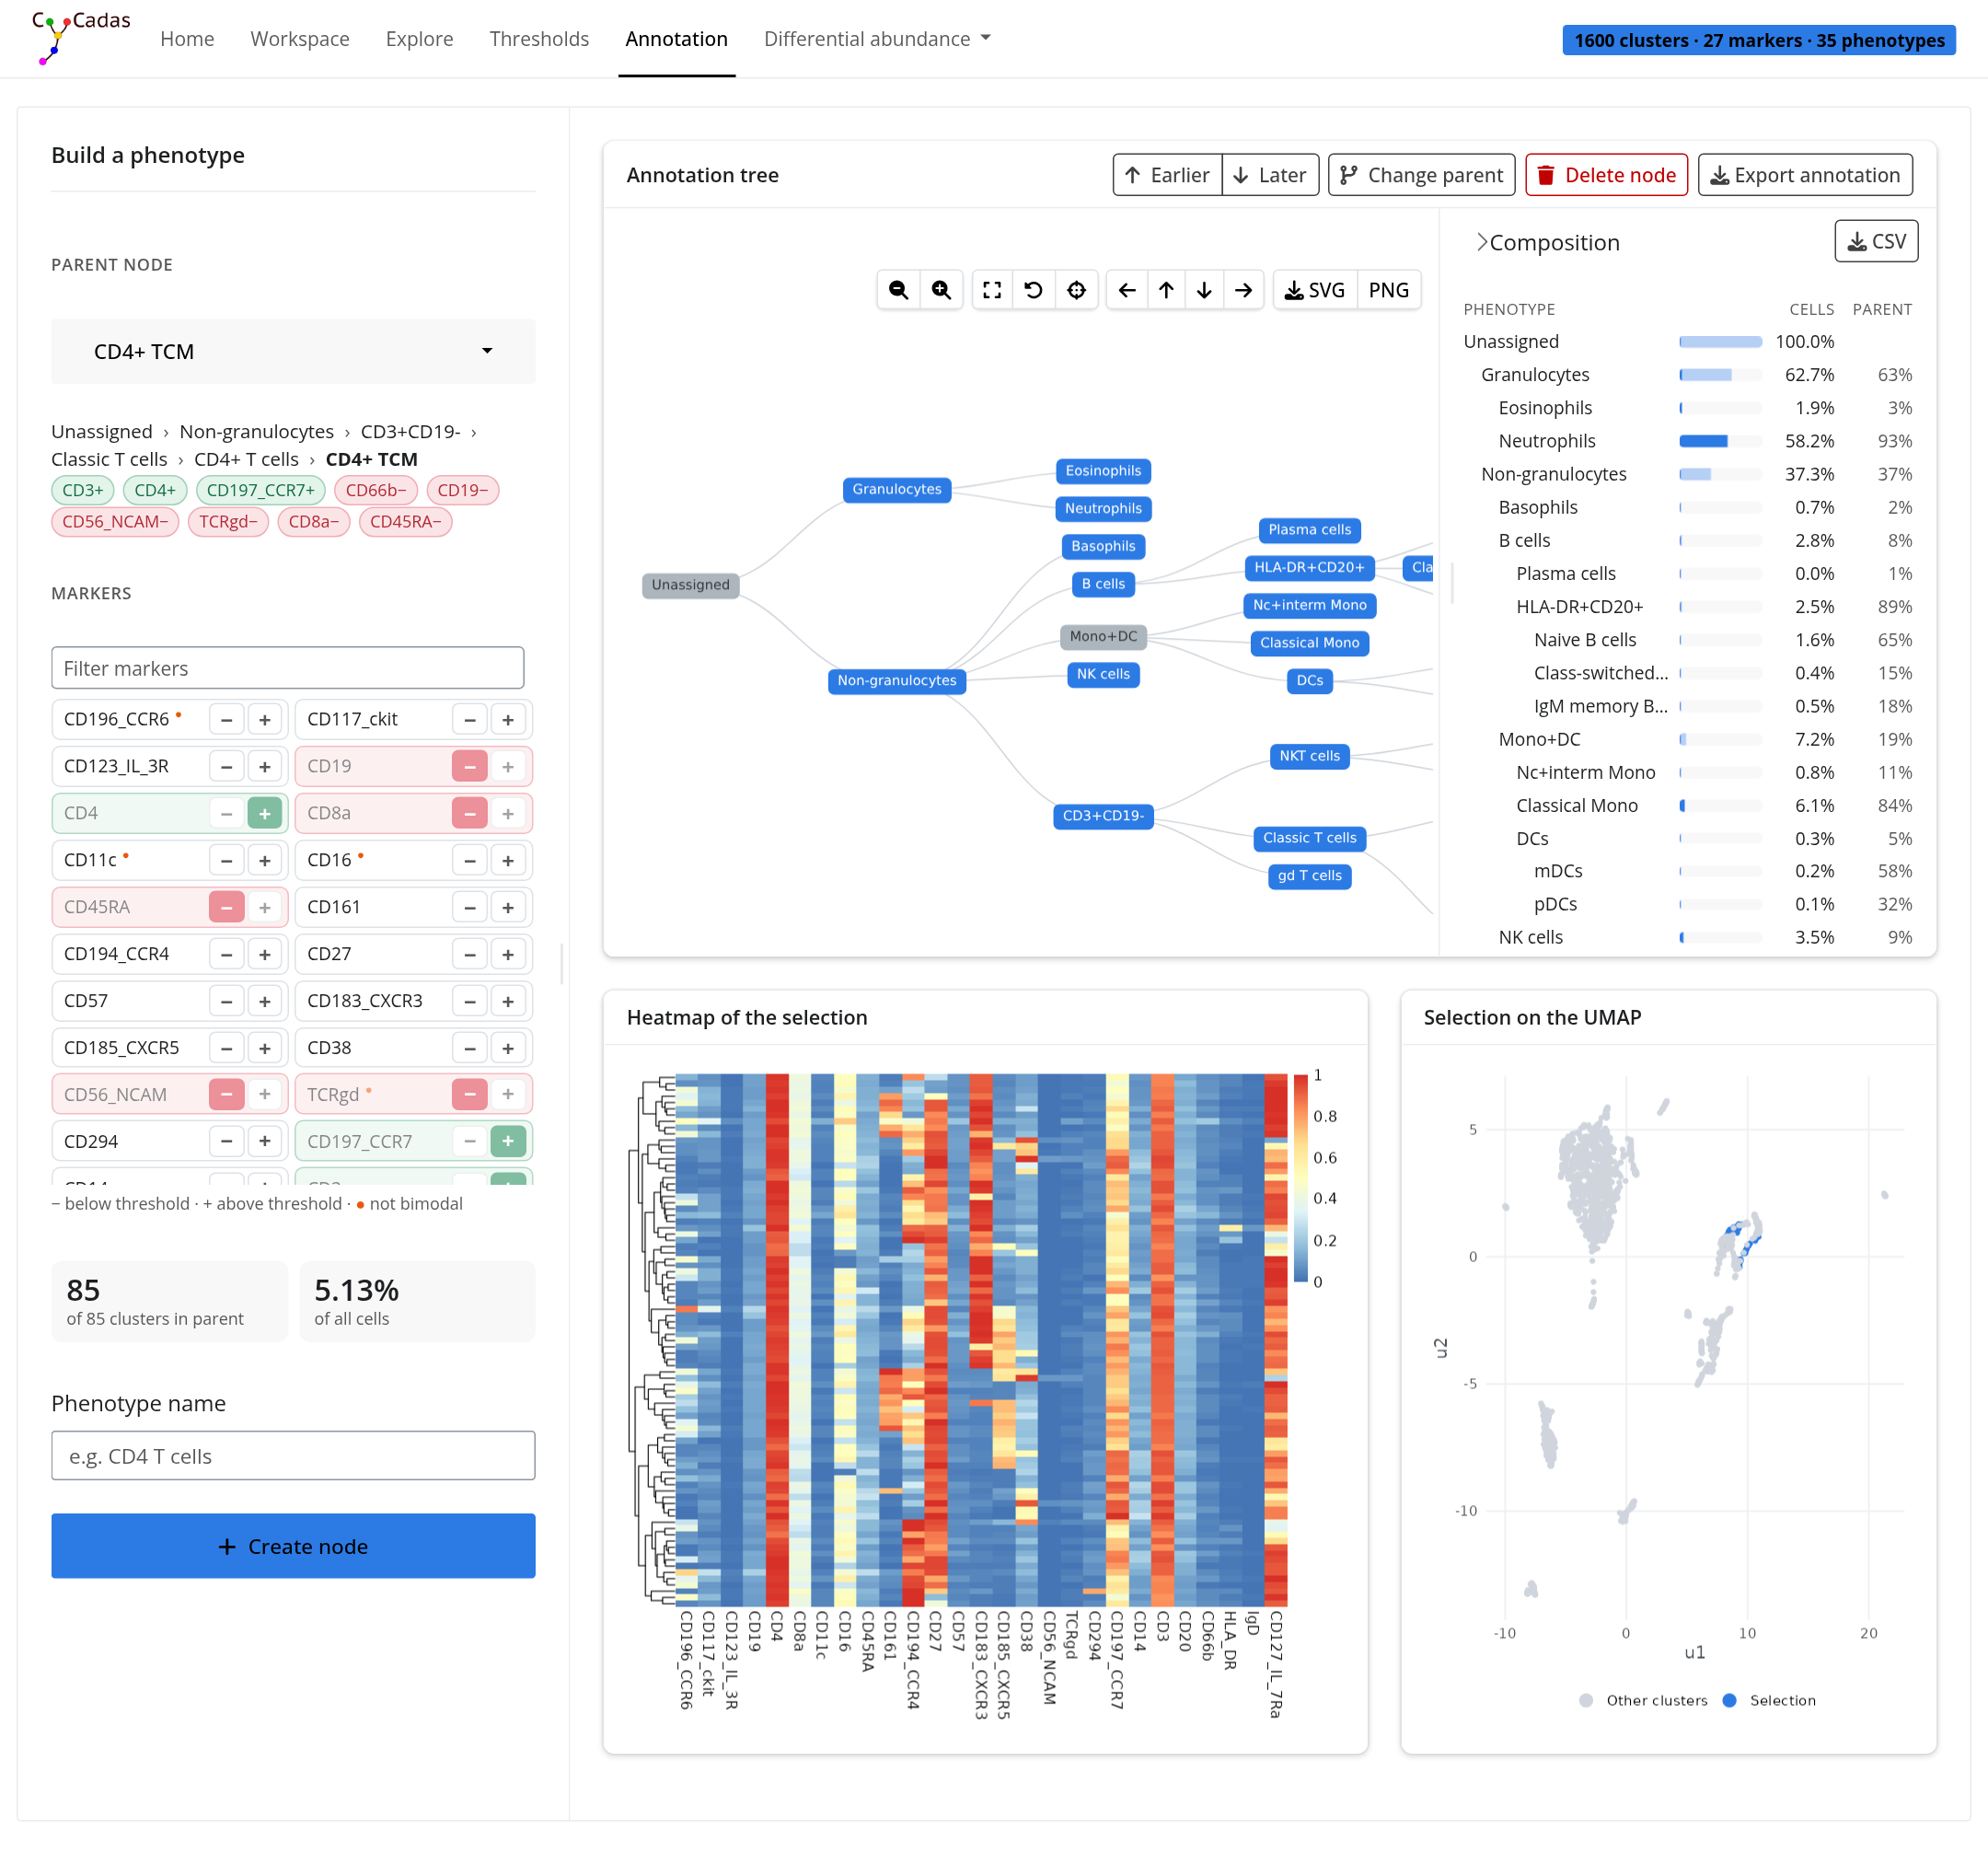 CyCadas
Home Workspace Explore Thresholds Annotation Differential abundance
1600 clusters · 27 markers · 35 phenotypes
Build a phenotype
PARENT NODE
CD4+ TCM
Unassigned › Non-granulocytes › CD3+CD19- ›
Classic T cells › CD4+ T cells › CD4+ TCM
CD3+ CD4+ CD197_CCR7+ CD66b− CD19−
CD56_NCAM− TCRgd− CD8a− CD45RA−
MARKERS
Filter markers
CD196_CCR6 • − + CD117_ckit − +
CD123_IL_3R − + CD19 − +
CD4 − + CD8a − +
CD11c • − + CD16 • − +
CD45RA − + CD161 − +
CD194_CCR4 − + CD27 − +
CD57 − + CD183_CXCR3 − +
CD185_CXCR5 − + CD38 − +
CD56_NCAM − + TCRgd • − +
CD294 − + CD197_CCR7 − +
− below threshold · + above threshold · • not bimodal
85
of 85 clusters in parent
5.13%
of all cells
Phenotype name
e.g. CD4 T cells
+ Create node
Annotation tree
Earlier Later Change parent Delete node Export annotation
SVG PNG
Unassigned
Granulocytes
Non-granulocytes
Eosinophils
Neutrophils
Basophils
B cells
Mono+DC
NK cells
CD3+CD19-
Plasma cells
HLA-DR+CD20+
Nc+interm Mono
Classical Mono
DCs
NKT cells
Classic T cells
gd T cells
Cla
Composition
CSV
PHENOTYPE CELLS PARENT
Unassigned 100.0%
Granulocytes 62.7% 63%
Eosinophils 1.9% 3%
Neutrophils 58.2% 93%
Non-granulocytes 37.3% 37%
Basophils 0.7% 2%
B cells 2.8% 8%
Plasma cells 0.0% 1%
HLA-DR+CD20+ 2.5% 89%
Naive B cells 1.6% 65%
Class-switched... 0.4% 15%
IgM memory B... 0.5% 18%
Mono+DC 7.2% 19%
Nc+interm Mono 0.8% 11%
Classical Mono 6.1% 84%
DCs 0.3% 5%
mDCs 0.2% 58%
pDCs 0.1% 32%
NK cells 3.5% 9%
Heatmap of the selection
1
0.8
0.6
0.4
0.2
0
CD196_CCR6
CD117_ckit
CD123_IL_3R
CD19
CD4
CD8a
CD11c
CD16
CD45RA
CD161
CD194_CCR4
CD27
CD57
CD183_CXCR3
CD185_CXCR5
CD38
CD56_NCAM
TCRgd
CD294
CD197_CCR7
CD14
CD3
CD20
CD66b
HLA_DR
IgD
CD127_IL_7Ra
Selection on the UMAP
5
0
-5
-10
u2
-10 0 10 20
u1
Other clusters Selection